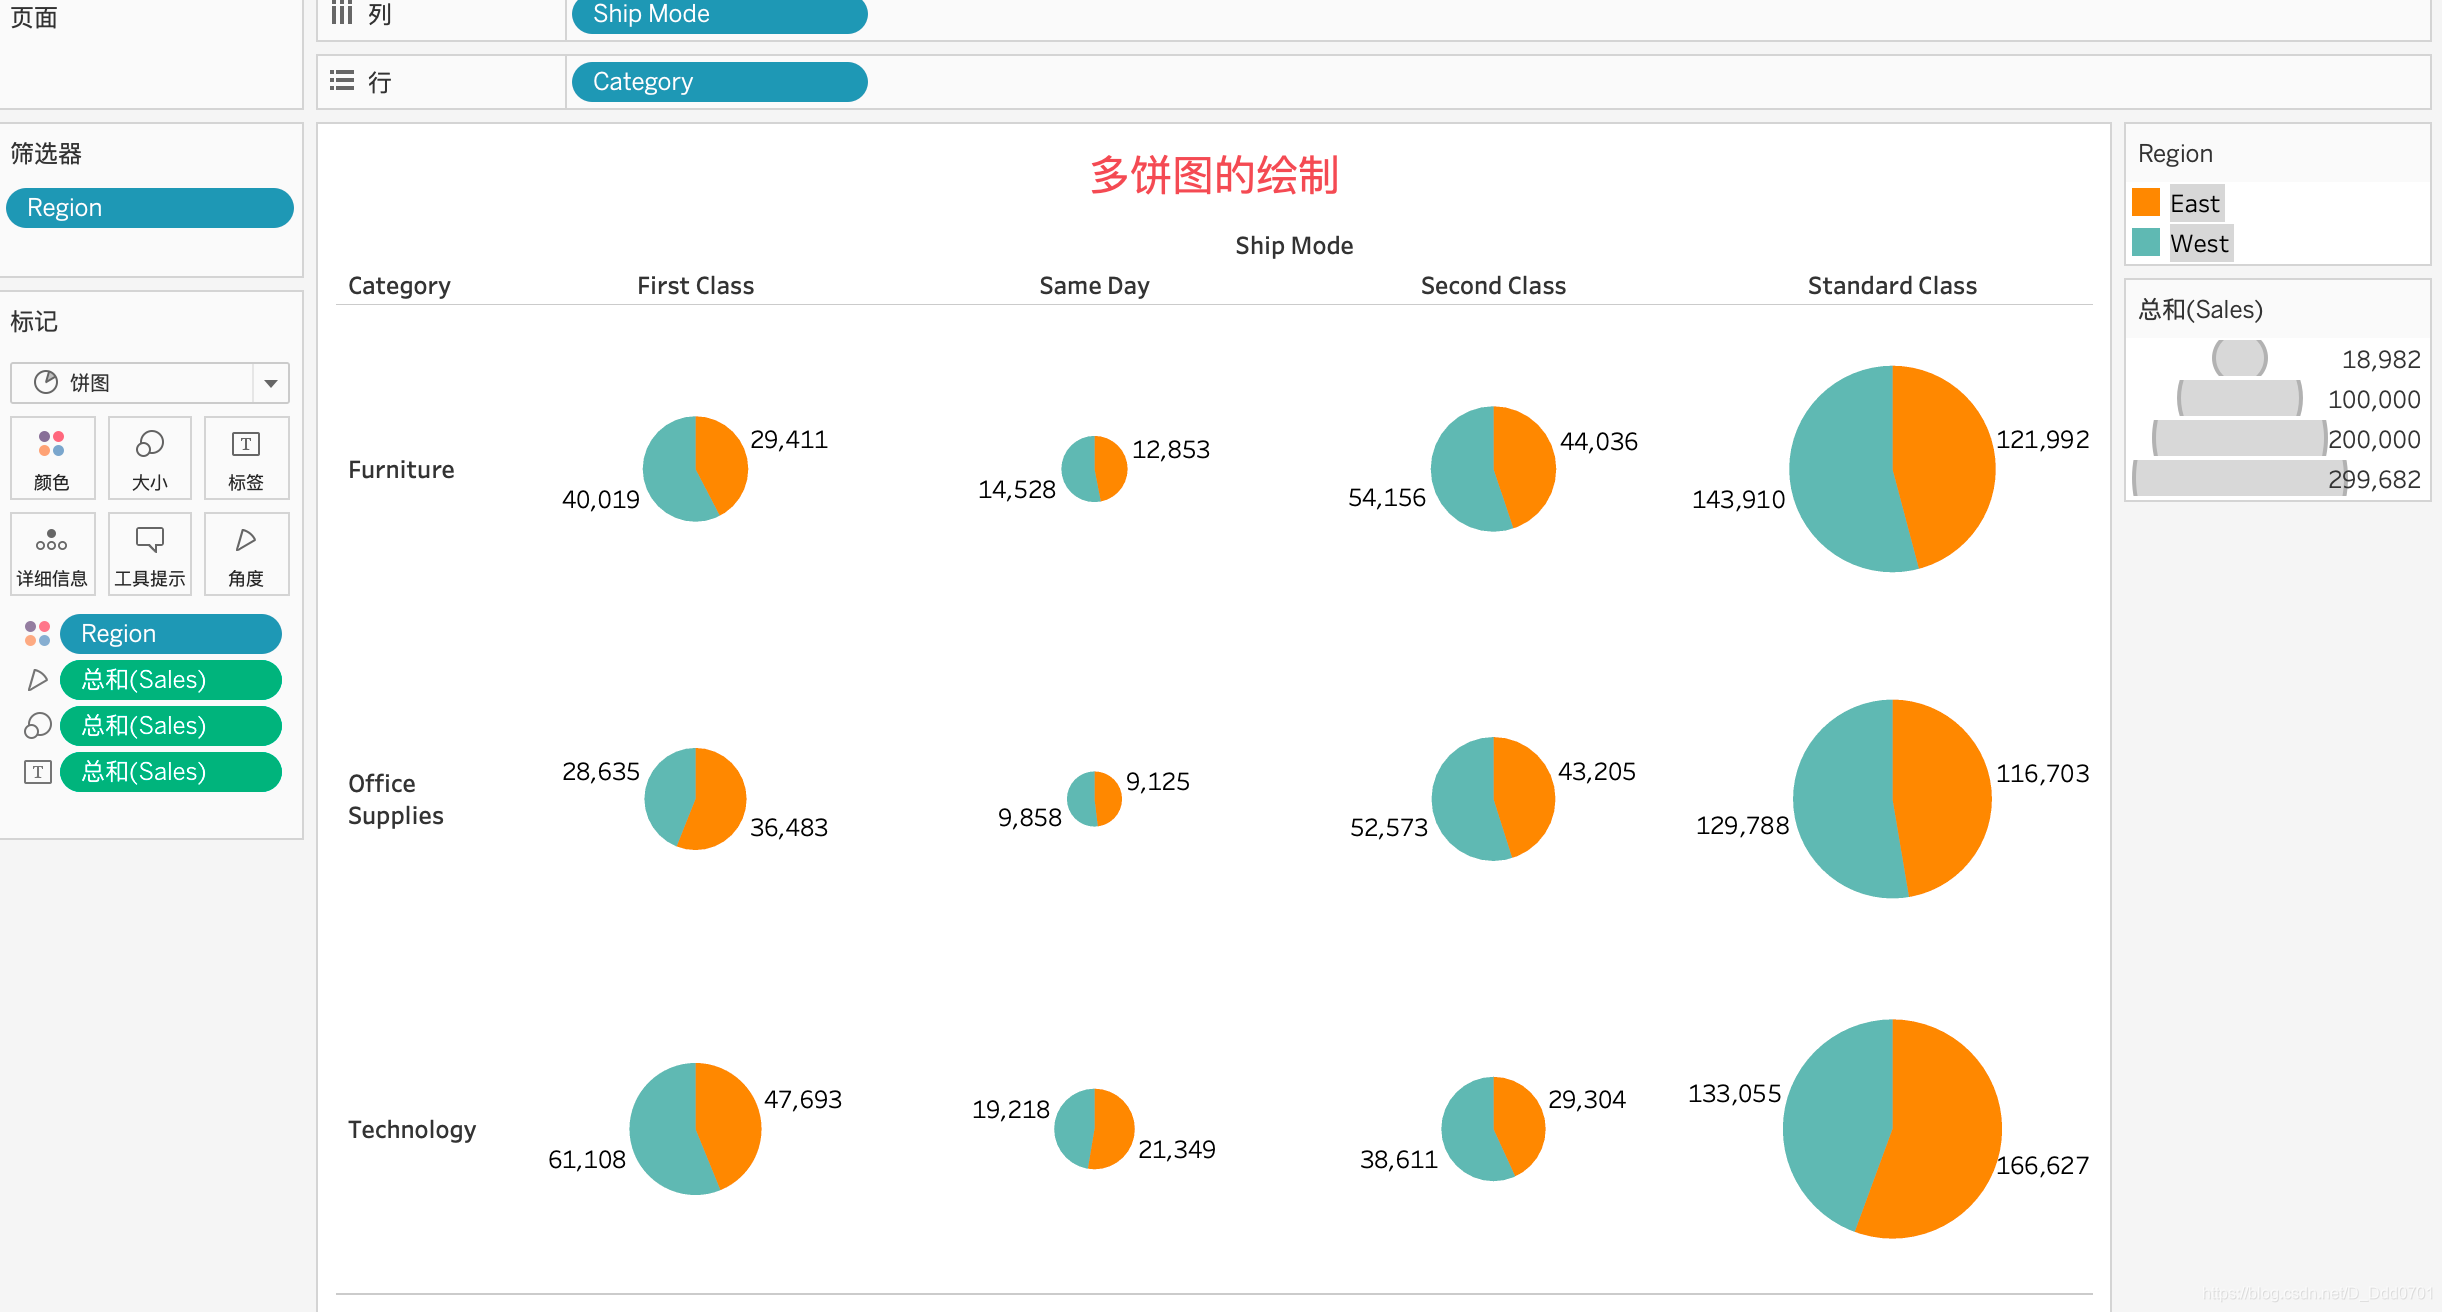 页面
列
Ship Mode
行
Category
筛选器
Region
标记
饼图
颜色
大小
标签
详细信息
工具提示
角度
Region
总和(Sales)
总和(Sales)
总和(Sales)
多饼图的绘制
Ship Mode
Category First Class Same Day Second Class Standard Class
Furniture
29,411
40,019
12,853
14,528
44,036
54,156
121,992
143,910
Office
Supplies
28,635
36,483
9,125
9,858
43,205
52,573
116,703
129,788
Technology
47,693
61,108
19,218
21,349
29,304
38,611
133,055
166,627
Region
East
West
总和(Sales)
18,982
100,000
200,000
299,682
https://blog.csdn.net/D_Ddd0701